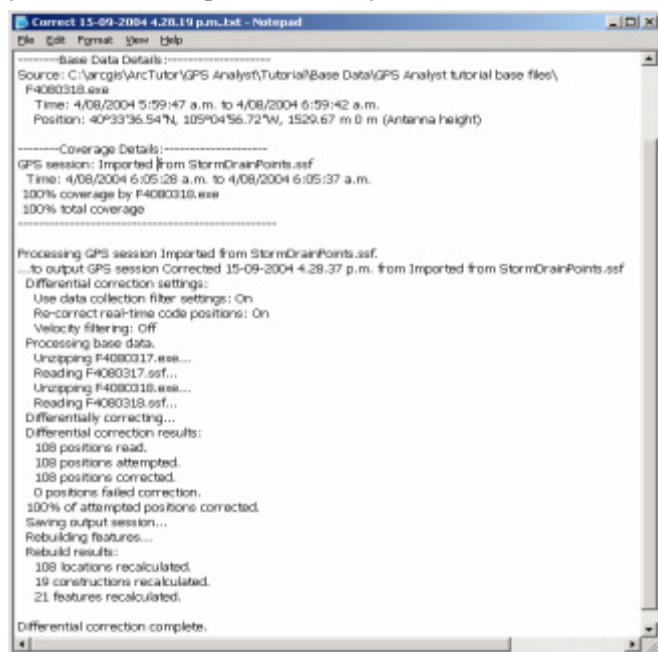 Correct 15-09-2004 4.28.19 p.m..txt - Notepad
File Edit Format View Help
--------Base Data Details:--------------------
Source: C:\arcgis\ArcTutor\GPS Analyst\Tutorial\Base Data\GPS Analyst tutorial base files\
F4080318.exe
Time: 4/08/2004 5:59:47 a.m. to 4/08/2004 6:59:42 a.m.
Position: 40º33'36.54"N, 105º04'56.72"W, 1529.67 m 0 m (Antenna height)
--------Coverage Details:--------------------
GPS session: Imported from StormDrainPoints.ssf
Time: 4/08/2004 6:05:28 a.m. to 4/08/2004 6:05:37 a.m.
100% coverage by F4080318.exe
100% total coverage
--------------------------------------------------
Processing GPS session Imported from StormDrainPoints.ssf.
...to output GPS session Corrected 15-09-2004 4.28.37 p.m. from Imported from StormDrainPoints.ssf
Differential correction settings:
Use data collection filter settings: On
Re-correct real-time code positions: On
Velocity filtering: Off
Processing base data.
Unzipping F4080317.exe...
Reading F4080317.ssf...
Unzipping F4080318.exe...
Reading F4080318.ssf...
Differentially correcting...
Differential correction results:
108 positions read.
108 positions attempted.
108 positions corrected.
0 positions failed correction.
100% of attempted positions corrected.
Saving output session...
Rebuilding features...
Rebuild results:
108 locations recalculated.
19 constructions recalculated.
21 features recalculated.
Differential correction complete.